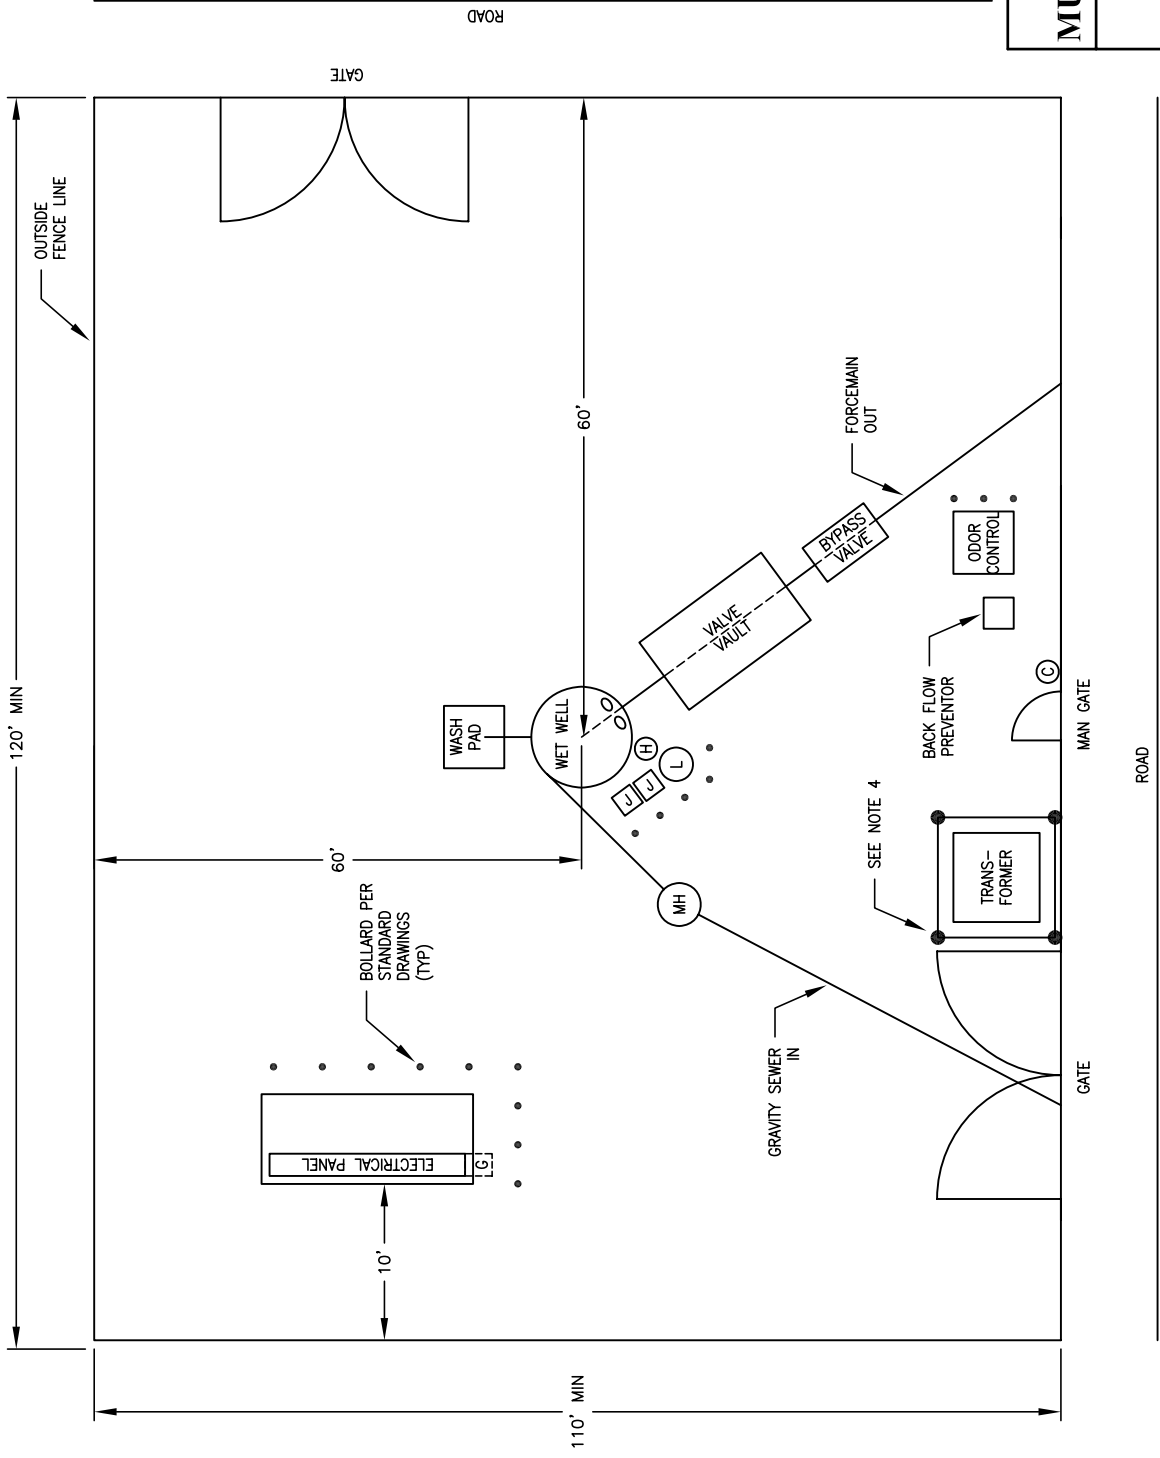 ROAD
MU
GATE
120' MIN
OUTSIDE
FENCE LINE
60'
FORCEMAIN
OUT
BYPASS
VALVE
ODOR
CONTROL
VALVE
VAULT
BACK FLOW
PREVENTOR
C
MAN GATE
ROAD
WASH
PAD
WET WELL
H
L
J
J
60'
SEE NOTE 4
TRANS-
FORMER
MH
BOLLARD PER
STANDARD
DRAWINGS
(TYP)
GRAVITY SEWER
IN
GATE
ELECTRICAL PANEL
G
10'
110' MIN